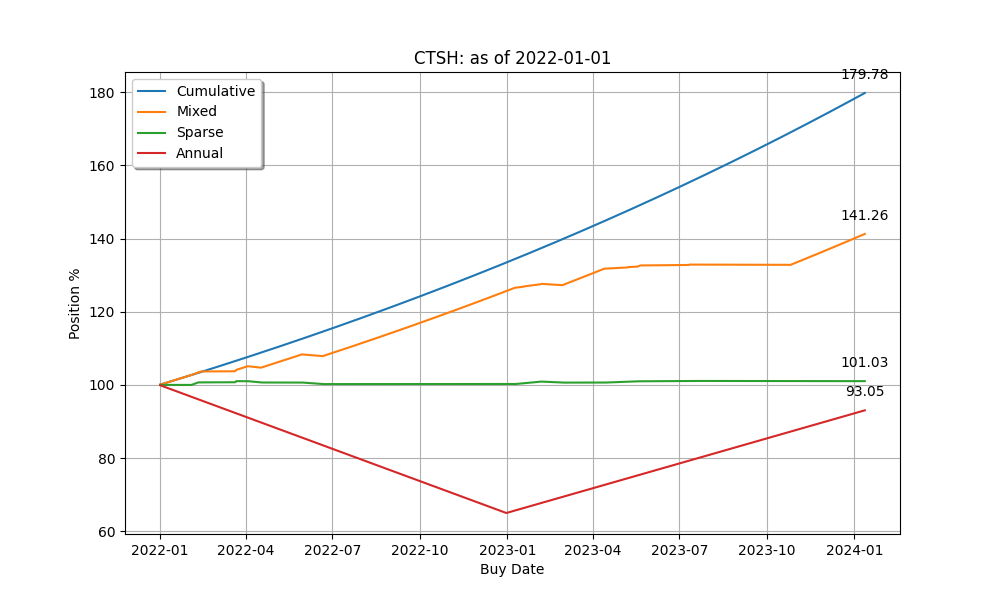 CTSH: as of 2022-01-01
179.78
180
Cumulative
Mixed
Sparse
Annual
160
141.26
140
Position %
120
101.03
100
93.05
80
60
2022-01 2022-04 2022-07 2022-10 2023-01 2023-04 2023-07 2023-10 2024-01
Buy Date